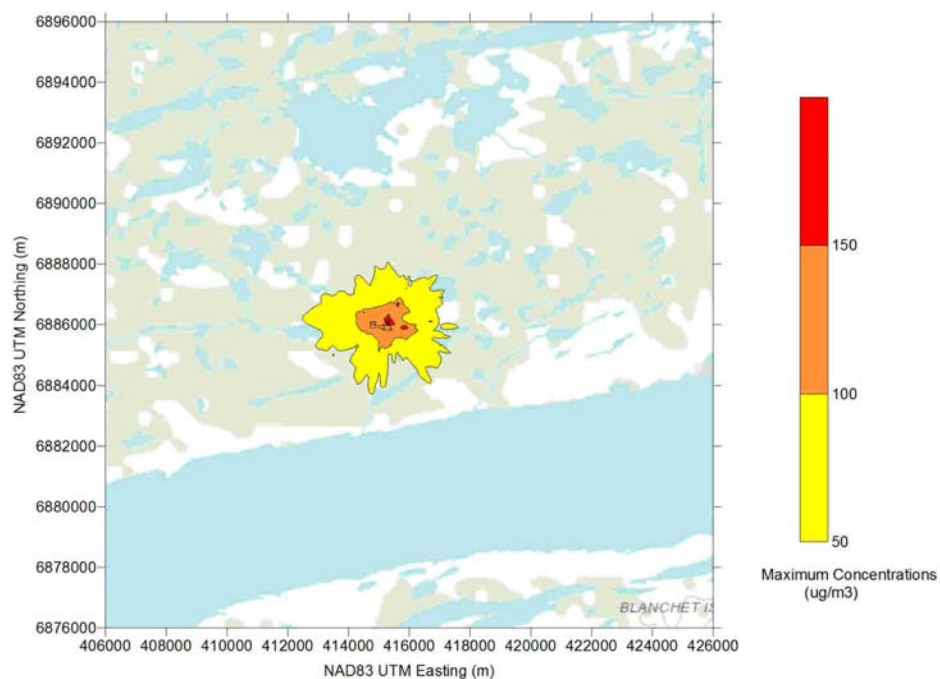 6896000
6894000
6892000
6890000
6888000
6886000
6884000
6882000
6880000
6878000
6876000
NAD83 UTM Northing (m)
406000 408000 410000 412000 414000 416000 418000 420000 422000 424000 426000
NAD83 UTM Easting (m)
BLANCHET IS
150
100
50
Maximum Concentrations
(ug/m3)